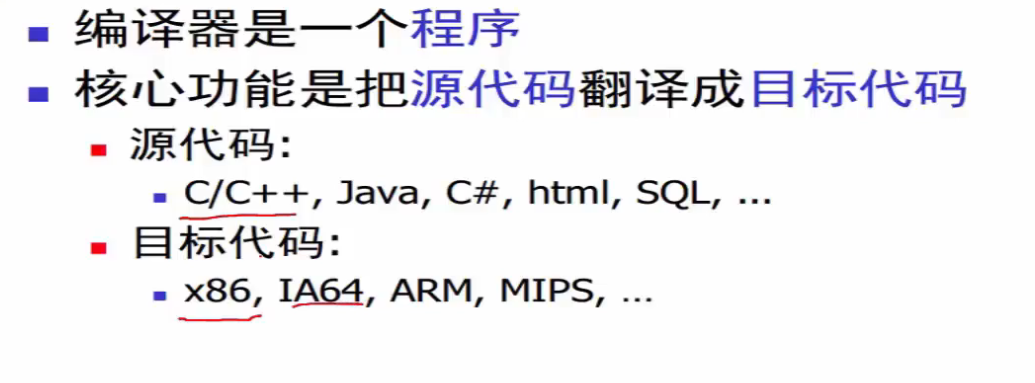 编译器是一个程序
核心功能是把源代码翻译成目标代码
源代码:
C/C++, Java, C#, html, SQL, ...
目标代码:
x86, IA64, ARM, MIPS, ...